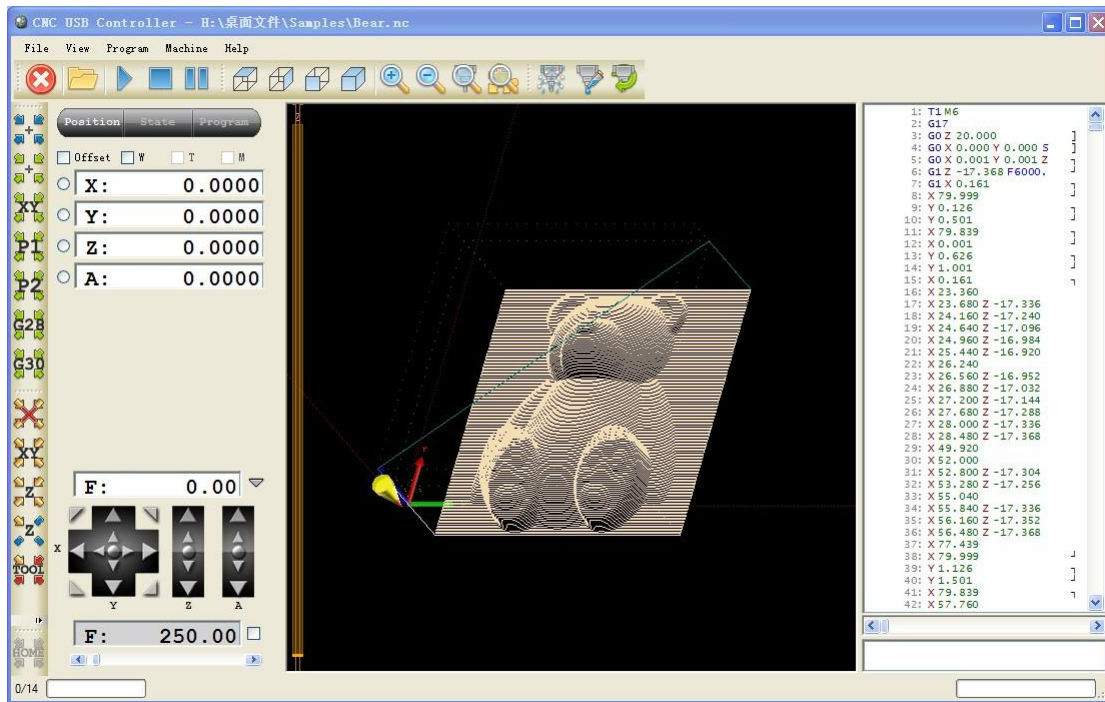 CNC USB Controller - H:\桌面文件\Samples\Bear.nc
File View Program Machine Help
Position State Program
Offset W T M
X: 0.0000
Y: 0.0000
Z: 0.0000
A: 0.0000
XY
P1
P2
G28
G30
XY
Z
Z
TOOL
HOME
F: 0.00
X
Y Z A
F: 250.00
0/14
Z
Y
1: T1 M6
2: G17
3: G0 Z 20.000
4: G0 X 0.000 Y 0.000 S
5: G0 X 0.001 Y 0.001 Z
6: G1 Z -17.368 F6000.
7: G1 X 0.161
8: X 79.999
9: Y 0.126
10: Y 0.501
11: X 79.839
12: X 0.001
13: Y 0.626
14: Y 1.001
15: X 0.161
16: X 23.360
17: X 23.680 Z -17.336
18: X 24.160 Z -17.240
19: X 24.640 Z -17.096
20: X 24.960 Z -16.984
21: X 25.440 Z -16.920
22: X 26.240
23: X 26.560 Z -16.952
24: X 26.880 Z -17.032
25: X 27.200 Z -17.144
26: X 27.680 Z -17.288
27: X 28.000 Z -17.336
28: X 28.480 Z -17.368
29: X 49.920
30: X 52.000
31: X 52.800 Z -17.304
32: X 53.280 Z -17.256
33: X 55.040
34: X 55.840 Z -17.336
35: X 56.160 Z -17.352
36: X 56.480 Z -17.368
37: X 77.439
38: X 79.999
39: Y 1.126
40: Y 1.501
41: X 79.839
42: X 57.760